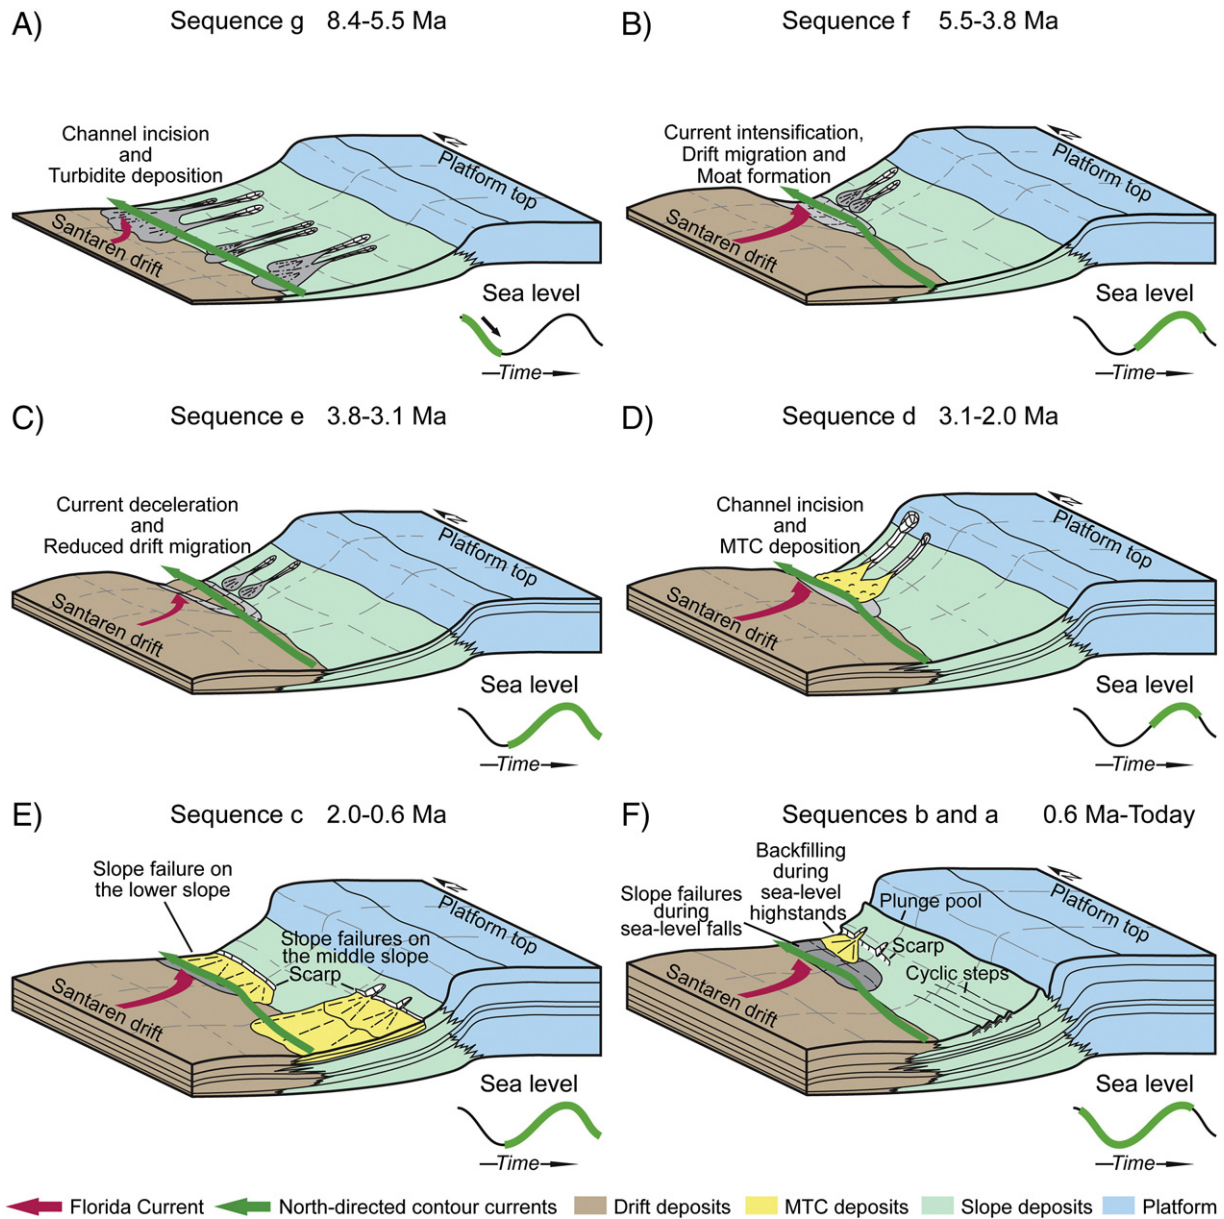 A)
Sequence g 8.4-5.5 Ma
Channel incision
and
Turbidite deposition
N
Platform top
Santaren drift
Sea level
Time
B)
Sequence f 5.5-3.8 Ma
Current intensification,
Drift migration and
Moat formation
N
Platform top
Santaren drift
Sea level
Time
C)
Sequence e 3.8-3.1 Ma
Current deceleration
and
Reduced drift migration
N
Platform top
Santaren drift
Sea level
Time
D)
Sequence d 3.1-2.0 Ma
Channel incision
and
MTC deposition
N
Platform top
Santaren drift
Sea level
Time
E)
Sequence c 2.0-0.6 Ma
Slope failure on
the lower slope
N
Platform top
Slope failures on
the middle slope
Scarp
Santaren drift
Sea level
Time
F)
Sequences b and a 0.6 Ma-Today
Backfilling
during
sea-level
highstands
Slope failures
during
sea-level falls
N
Platform top
Plunge pool
Scarp
Cyclic steps
Santaren drift
Sea level
Time
Florida Current
North-directed contour currents
Drift deposits
MTC deposits
Slope deposits
Platform